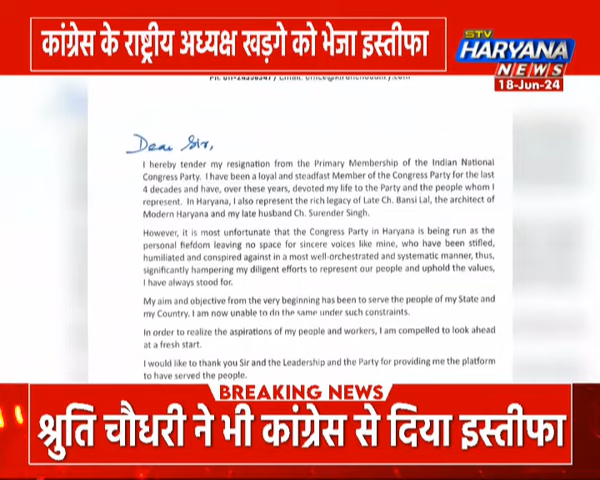 कांग्रेस के राष्ट्रीय अध्यक्ष खड़गे को भेजा इस्तीफा
STV
HARYANA
NEWS
18-Jun-24
Dear Sir,
I hereby tender my resignation from the Primary Membership of the Indian National
Congress Party. I have been a loyal and steadfast Member of the Congress Party for the last
4 decades and have, over these years, devoted my life to the Party and the people whom I
represent. In Haryana, I also represent the rich legacy of Late Ch. Bansi Lal, the architect of
Modern Haryana and my late husband Ch. Surender Singh.
However, it is most unfortunate that the Congress Party in Haryana is being run as the
personal fiefdom leaving no space for sincere voices like mine, who have been stifled,
humiliated and conspired against in a most well-orchestrated and systematic manner, thus,
significantly hampering my diligent efforts to represent our people and uphold the values,
I have always stood for.
My aim and objective from the very beginning has been to serve the people of my State and
my Country. I am now unable to do the same under such constraints.
In order to realize the aspirations of my people and workers, I am compelled to look ahead
at a fresh start.
I would like to thank you Sir and the Leadership and the Party for providing me the platform
to have served the people.
BREAKING NEWS
श्रुति चौधरी ने भी कांग्रेस से दिया इस्तीफा